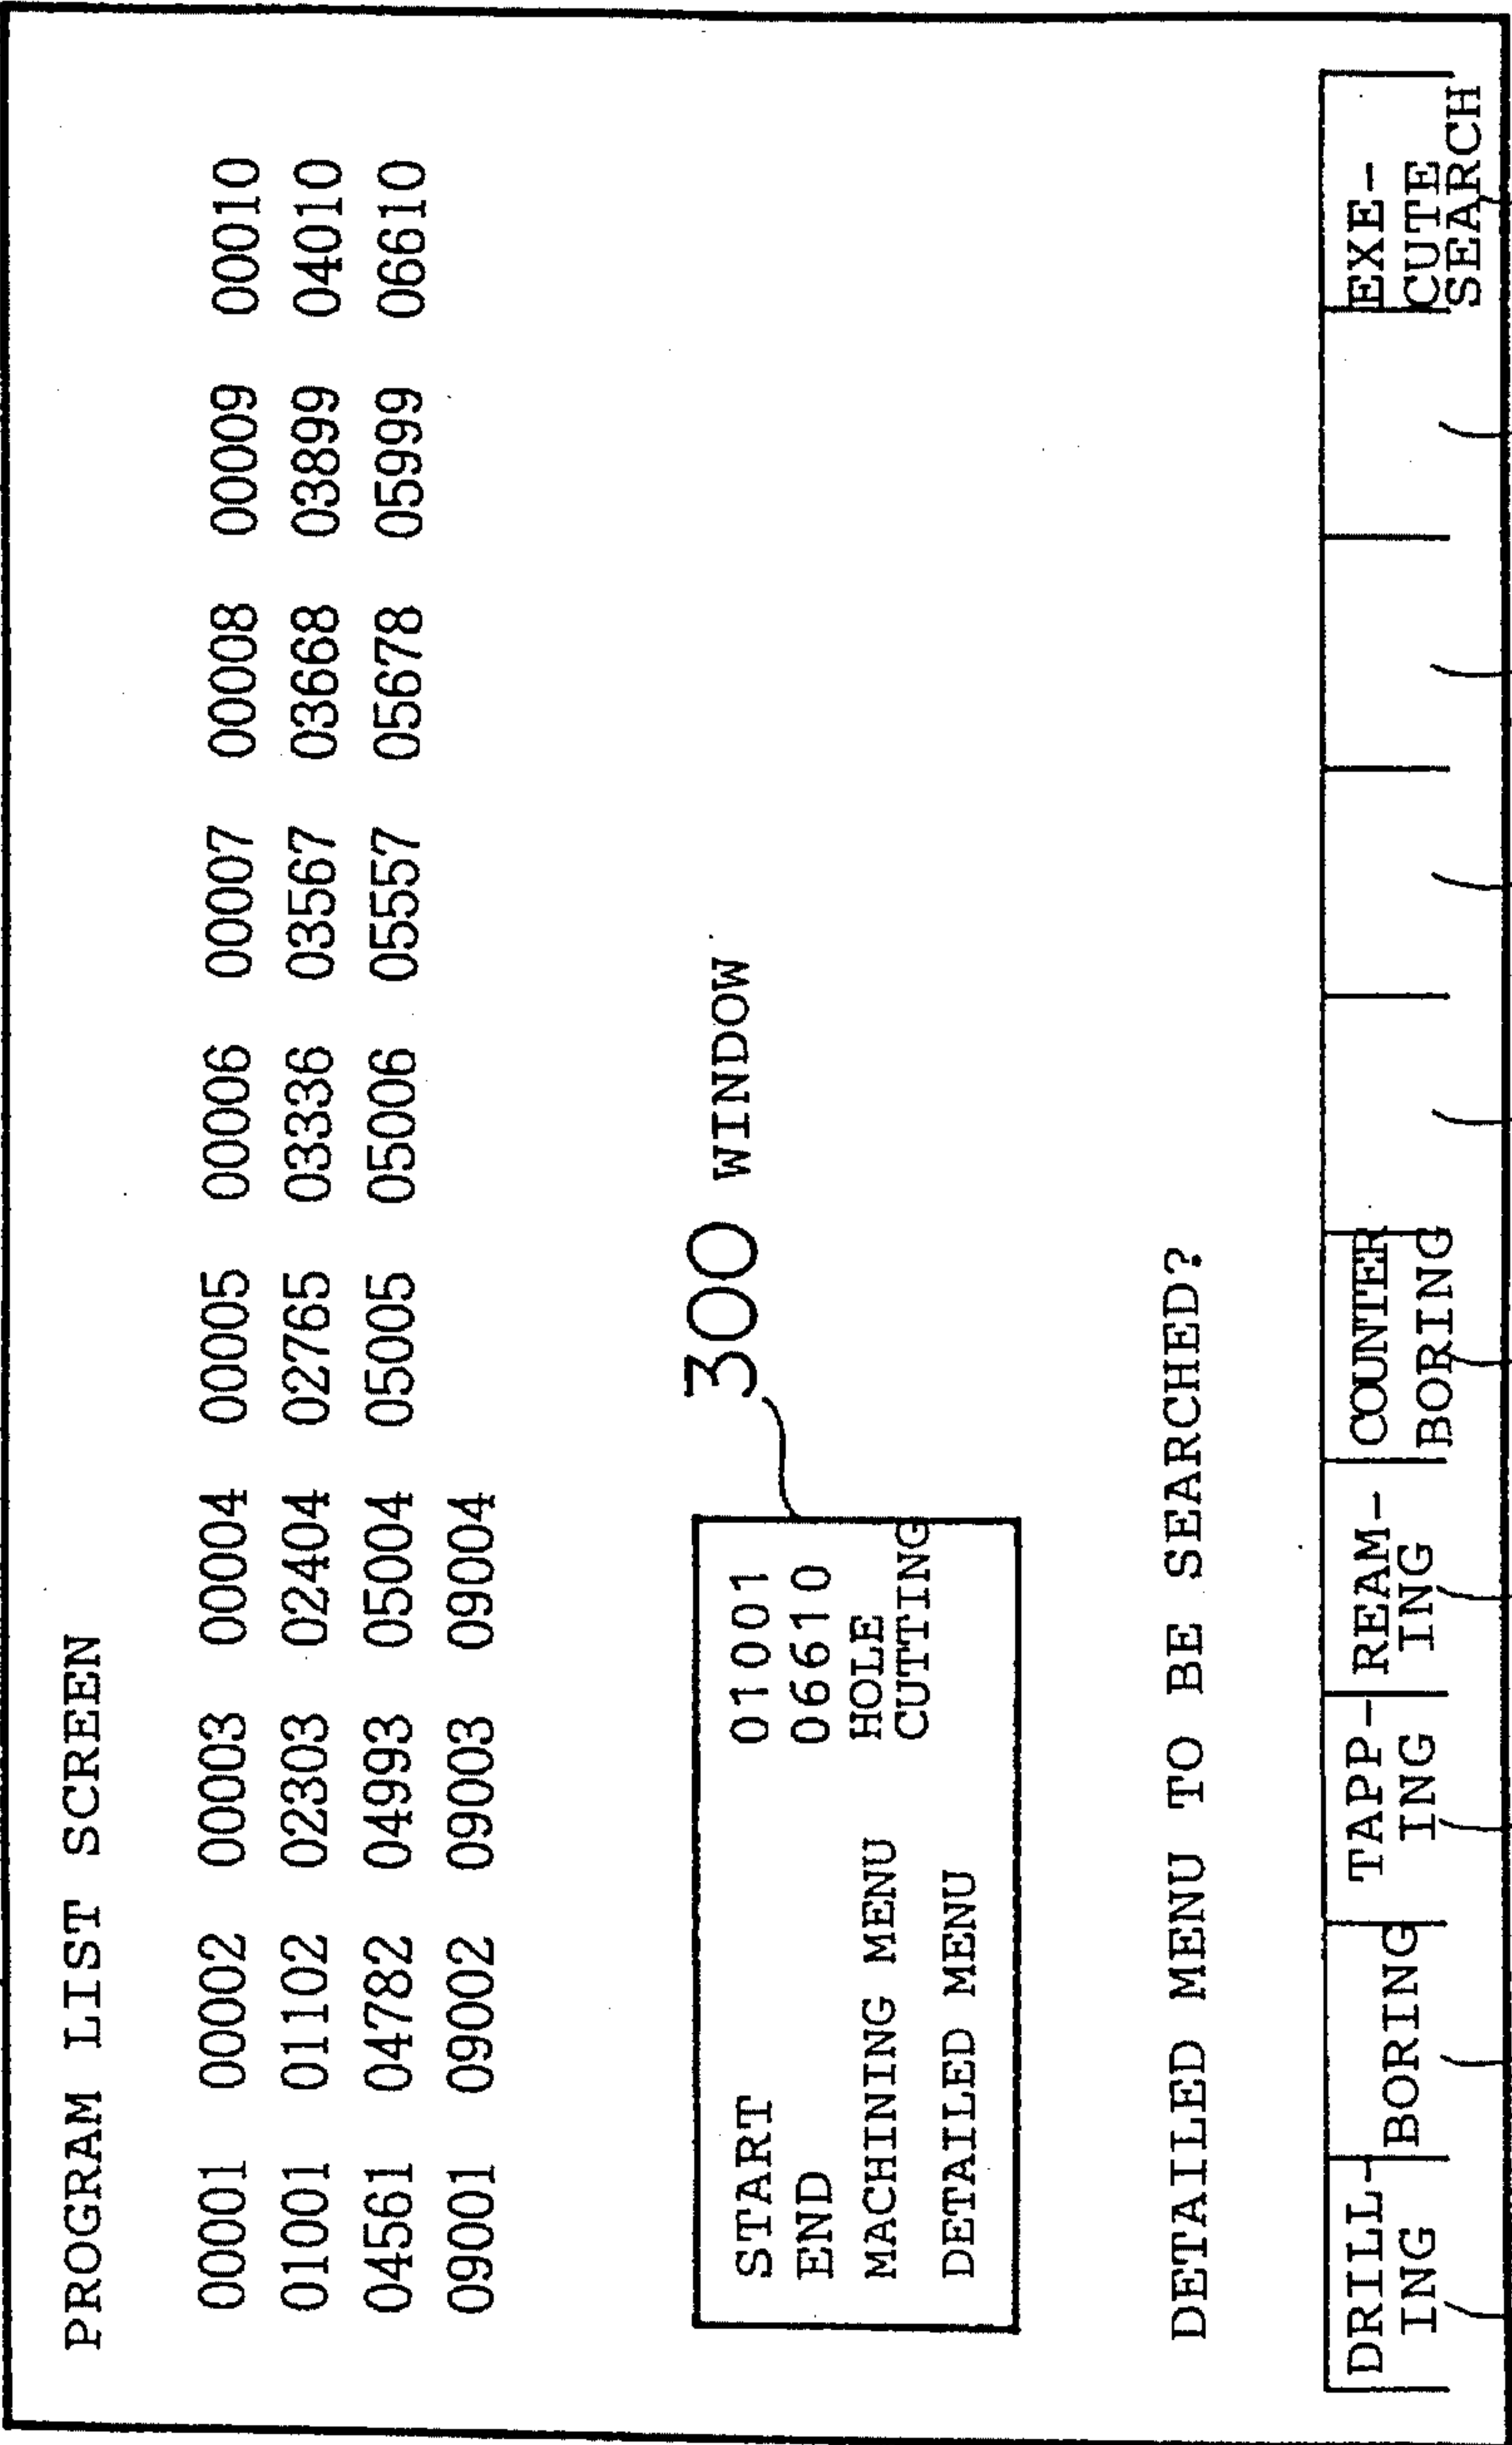 PROGRAM LIST SCREEN
00001 00002 00003 00004 00005 00006 00007 00008 00009 00010
01001 01102 02303 02404 02765 03336 03567 03668 03899 04010
04561 04782 04993 05004 05005 05006 05557 05678 05999 06610
09001 09002 09003 09004
300 WINDOW
START 01001
END 06610
MACHINING MENU HOLE
CUTTING
DETAILED MENU
DETAILED MENU TO BE SEARCHED?
DRILL-
ING
BORING
TAPP-
ING
REAM-
ING
COUNTER
BORING
EXE-
CUTE
SEARCH